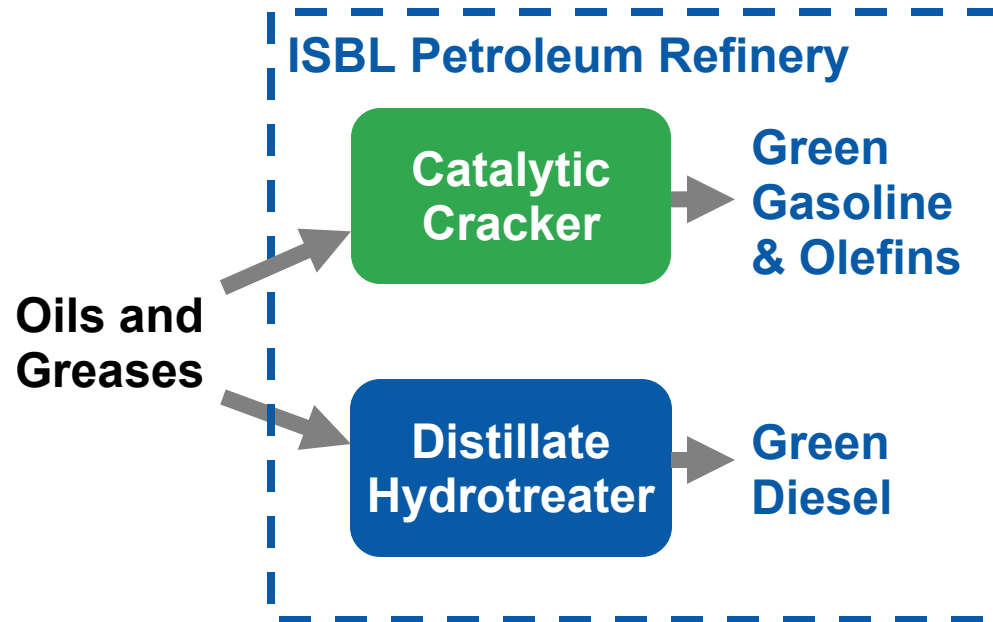 ISBL Petroleum Refinery
Catalytic
Cracker
Green
Gasoline
& Olefins
Oils and
Greases
Distillate
Hydrotreater
Green
Diesel